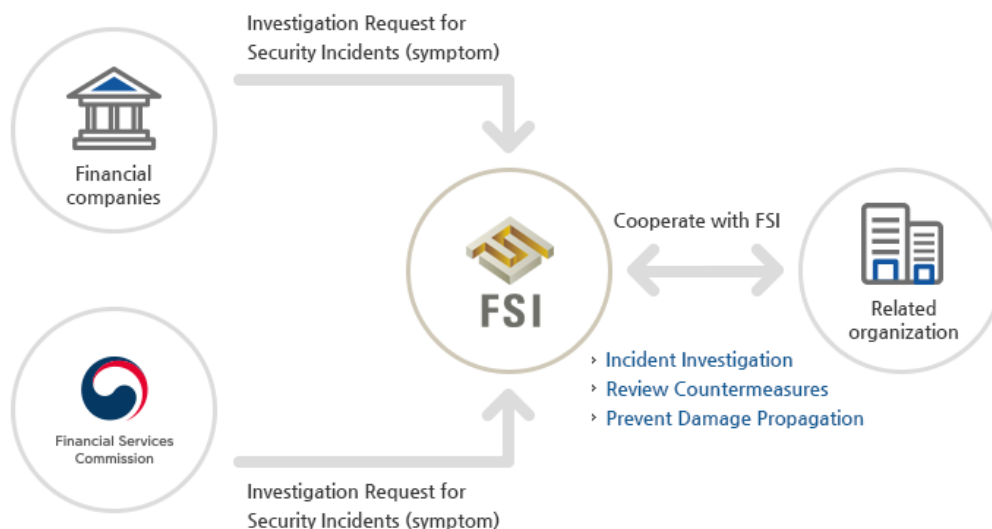 Investigation Request for
Security Incidents (symptom)
Financial
companies
Cooperate with FSI
FSI
Related
organization
› Incident Investigation
› Review Countermeasures
› Prevent Damage Propagation
Financial Services
Commission
Investigation Request for
Security Incidents (symptom)